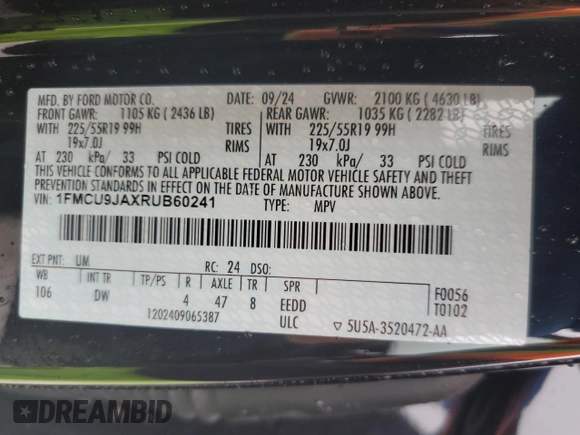 MFD. BY FORD MOTOR CO. DATE: 09/24 GVWR: 2100 KG ( 4630 LB)
FRONT GAWR: 1105 KG ( 2436 LB) REAR GAWR: 1035 KG ( 2282 LB)
WITH 225/55R19 99H TIRES WITH 225/55R19 99H TIRES
19x7.0J RIMS 19x7.0J RIMS
AT 230 kPa/ 33 PSI COLD AT 230 kPa/ 33 PSI COLD
THIS VEHICLE CONFORMS TO ALL APPLICABLE FEDERAL MOTOR VEHICLE SAFETY AND THEFT
PREVENTION STANDARDS IN EFFECT ON THE DATE OF MANUFACTURE SHOWN ABOVE.
VIN: 1FMCU9JAXRUB60241 TYPE: MPV
EXT PNT: UM RC: 24 DSO:
WB INT TR TP/PS R AXLE TR SPR F0056
106 DW 4 47 8 EEDD T0102
1202409065387 ULC ▽ 5U5A-3520472-AA
DREAMBID